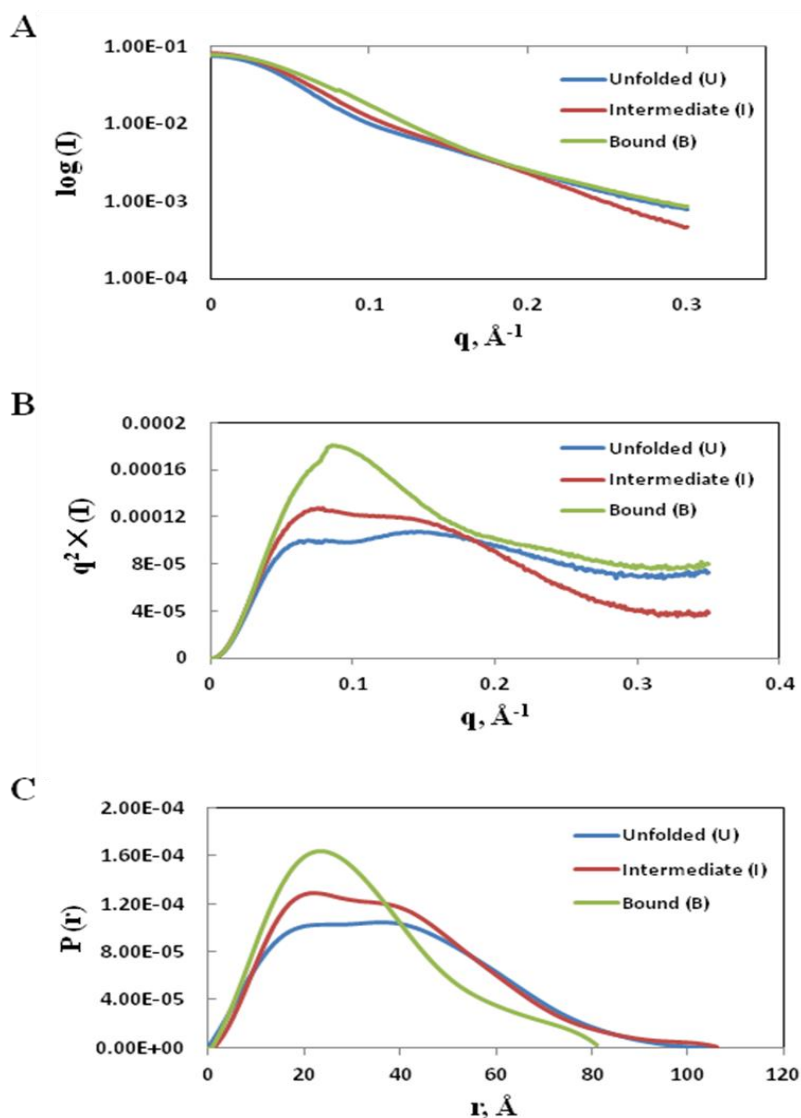 A
1.00E-01
1.00E-02
1.00E-03
1.00E-04
log (I)
Unfolded (U)
Intermediate (I)
Bound (B)
0 0.1 0.2 0.3
q, Å-1
B
0.0002
0.00016
0.00012
8E-05
4E-05
0
q2 X (I)
Unfolded (U)
Intermediate (I)
Bound (B)
0 0.1 0.2 0.3 0.4
q, Å-1
C
2.00E-04
1.60E-04
1.20E-04
8.00E-05
4.00E-05
0.00E+00
P (r)
Unfolded (U)
Intermediate (I)
Bound (B)
0 20 40 60 80 100 120
r, Å